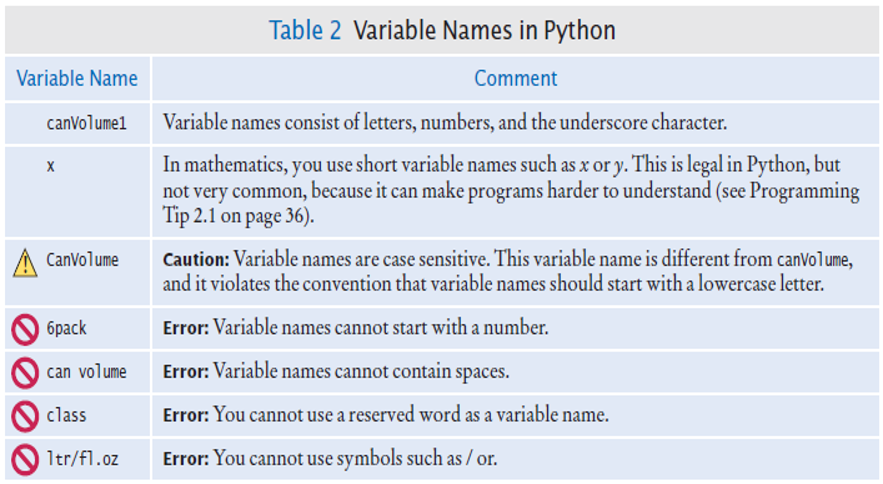 Table 2 Variable Names in Python
Variable Name Comment
canVolume1 Variable names consist of letters, numbers, and the underscore character.
x In mathematics, you use short variable names such as x or y. This is legal in Python, but
not very common, because it can make programs harder to understand (see Programming
Tip 2.1 on page 36).
CanVolume Caution: Variable names are case sensitive. This variable name is different from canVolume,
and it violates the convention that variable names should start with a lowercase letter.
6pack Error: Variable names cannot start with a number.
can volume Error: Variable names cannot contain spaces.
class Error: You cannot use a reserved word as a variable name.
ltr/fl.oz Error: You cannot use symbols such as / or.